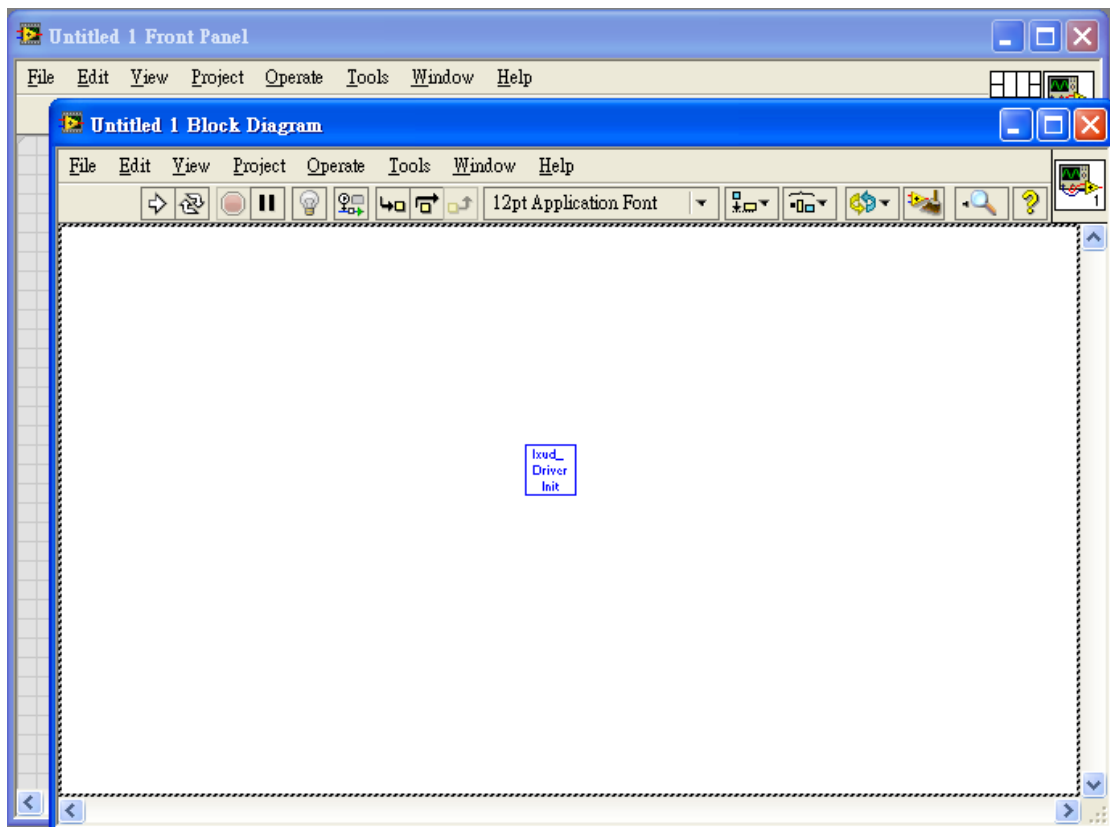 Untitled 1 Front Panel
File Edit View Project Operate Tools Window Help
Untitled 1 Block Diagram
File Edit View Project Operate Tools Window Help
12pt Application Font
1
lxud_
Driver
Init